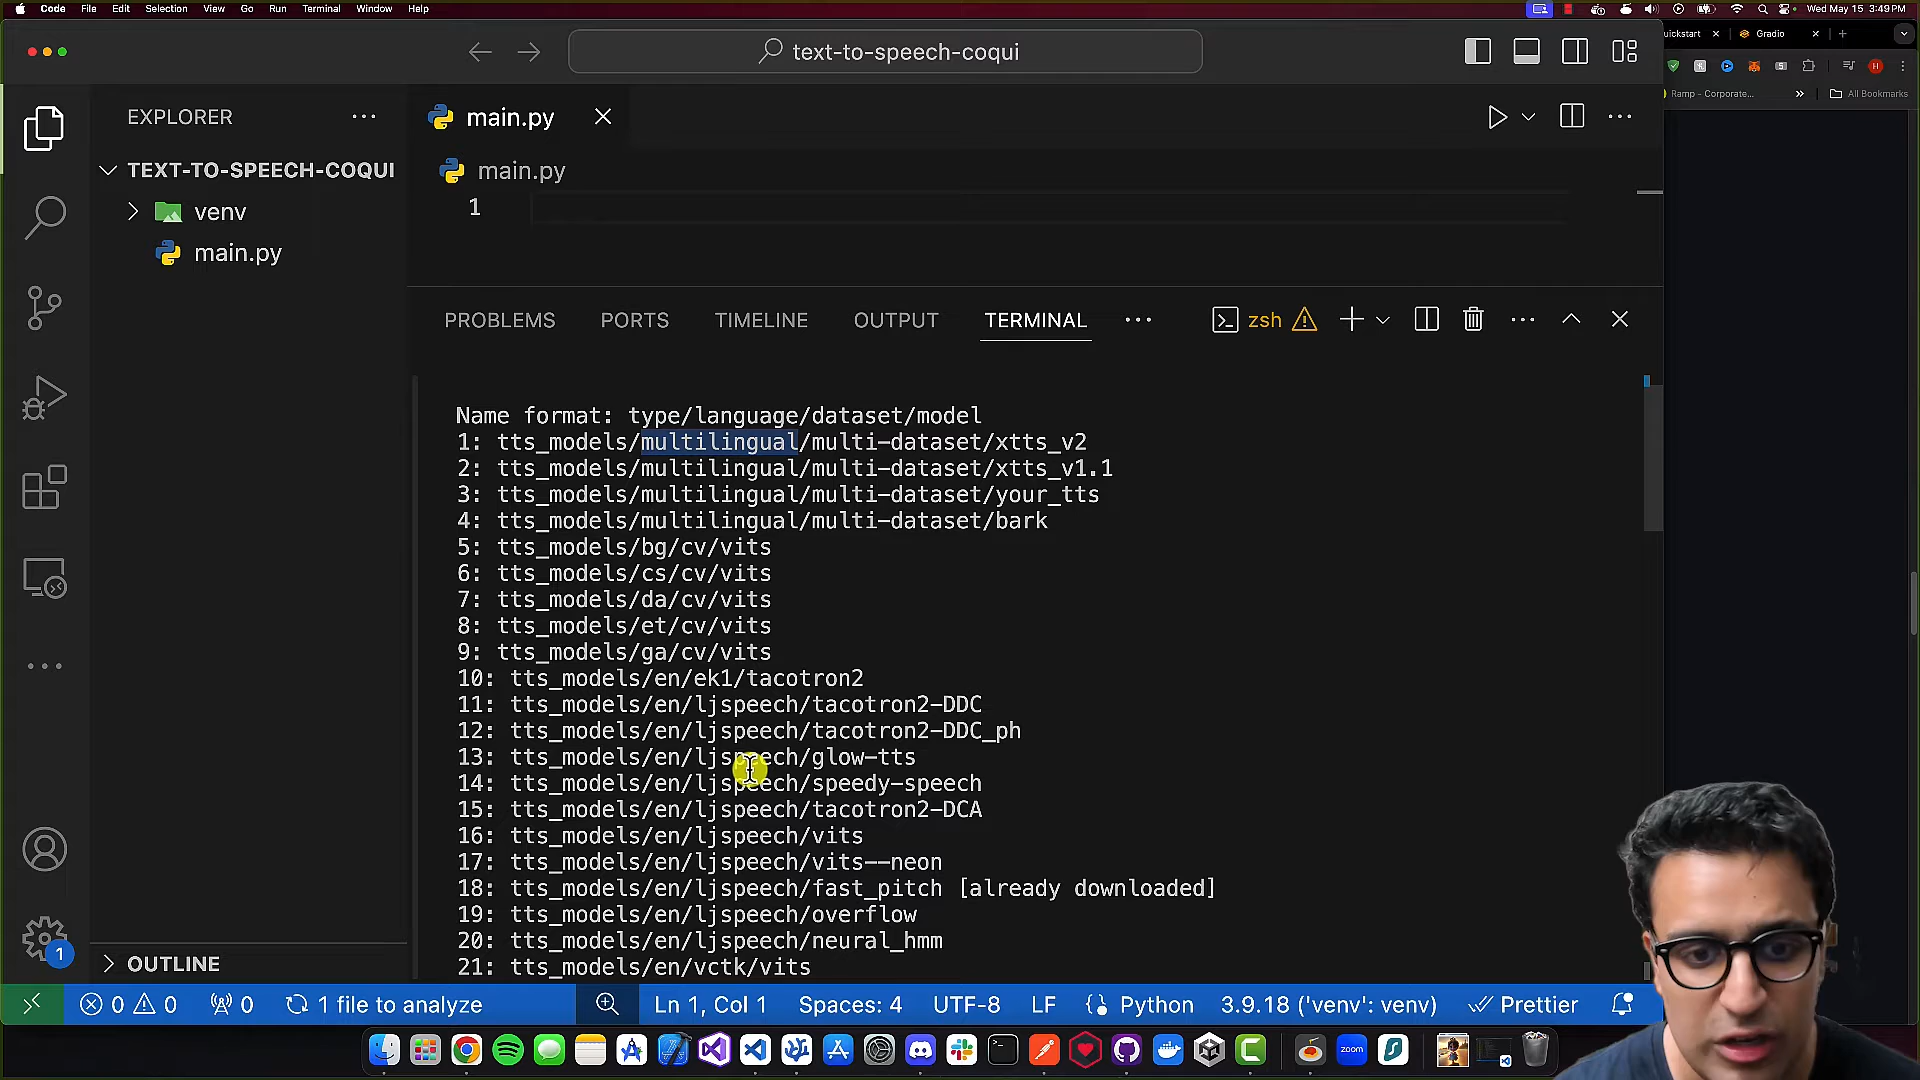 Code File Edit Selection View Go Run Terminal Window Help Wed May 15 3:49 PM
text-to-speech-coqui
uickstart Gradio
Ramp - Corporate... All Bookmarks
EXPLORER
main.py
TEXT-TO-SPEECH-COQUI
main.py
venv
1
main.py
PROBLEMS PORTS TIMELINE OUTPUT TERMINAL zsh
Name format: type/language/dataset/model
1: tts_models/multilingual/multi-dataset/xtts_v2
2: tts_models/multilingual/multi-dataset/xtts_v1.1
3: tts_models/multilingual/multi-dataset/your_tts
4: tts_models/multilingual/multi-dataset/bark
5: tts_models/bg/cv/vits
6: tts_models/cs/cv/vits
7: tts_models/da/cv/vits
8: tts_models/et/cv/vits
9: tts_models/ga/cv/vits
10: tts_models/en/ek1/tacotron2
11: tts_models/en/ljspeech/tacotron2-DDC
12: tts_models/en/ljspeech/tacotron2-DDC_ph
13: tts_models/en/ljspeech/glow-tts
14: tts_models/en/ljspeech/speedy-speech
15: tts_models/en/ljspeech/tacotron2-DCA
16: tts_models/en/ljspeech/vits
17: tts_models/en/ljspeech/vits--neon
18: tts_models/en/ljspeech/fast_pitch [already downloaded]
19: tts_models/en/ljspeech/overflow
20: tts_models/en/ljspeech/neural_hmm
21: tts_models/en/vctk/vits
OUTLINE
1
0 0 0 1 file to analyze Ln 1, Col 1 Spaces: 4 UTF-8 LF Python 3.9.18 ('venv': venv) Prettier
zoom